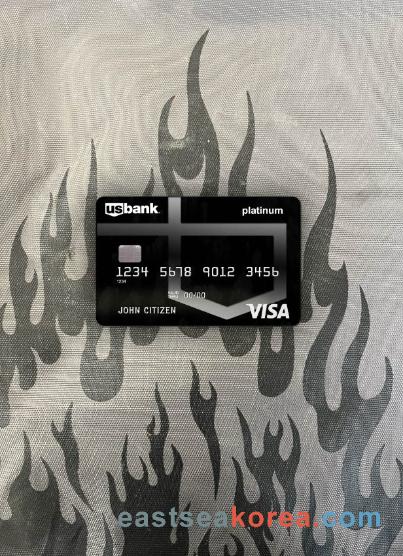 usbank
platinum
1234 5678 9012 3456
1234
00/00
JOHN CITIZEN
VISA
eastseakorea.com